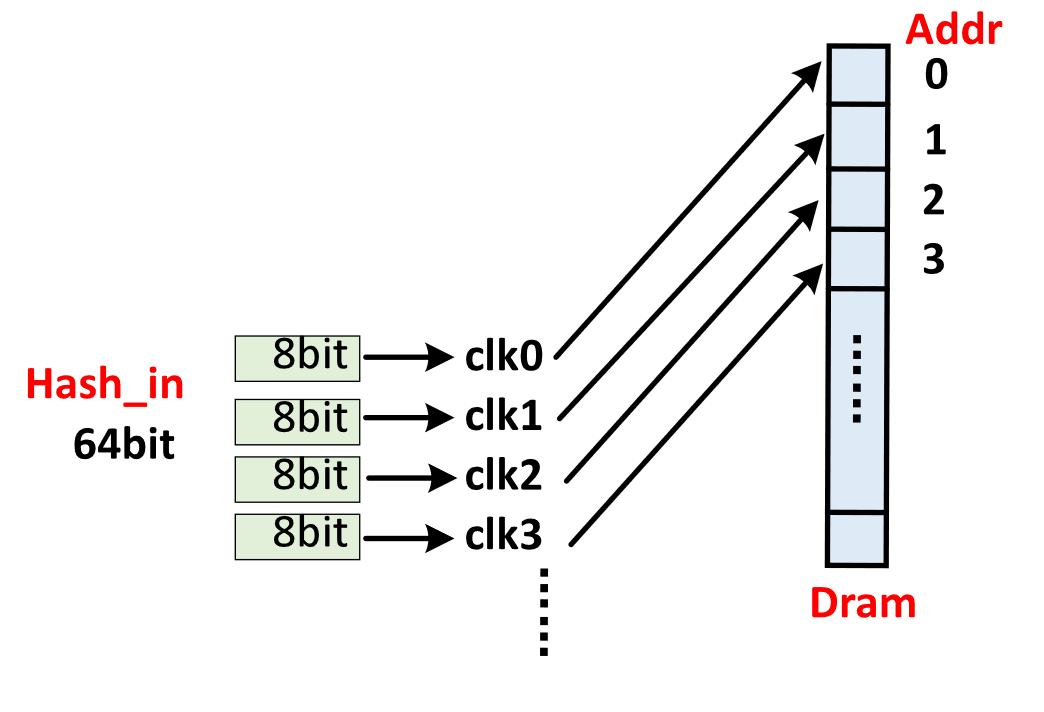 Addr
0
1
2
3
8bit clk0
Hash_in
8bit clk1
64bit
8bit clk2
8bit clk3
Dram